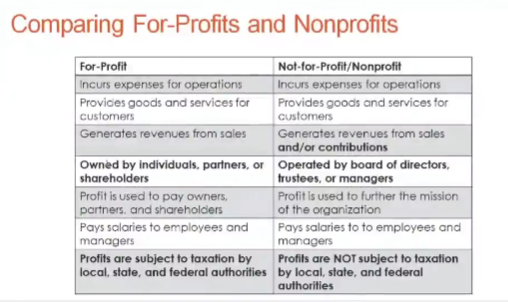 Comparing For-Profits and Nonprofits
For-Profit
Not-for-Profit/Nonprofit
Incurs expenses for operations
Incurs expenses for operations
Provides goods and services for
customers
Provides goods and services for
customers
Generates revenues from sales
Generates revenues from sales
and/or contributions
Owned by individuals, partners, or
shareholders
Operated by board of directors,
trustees, or managers
Profit is used to pay owners,
partners, and shareholders
Profit is used to further the mission
of the organization
Pays salaries to employees and
managers
Pays salaries to to employees and
managers
Profits are subject to taxation by
local, state, and federal authorities
Profits are NOT subject to taxation
by local, state, and federal
authorities